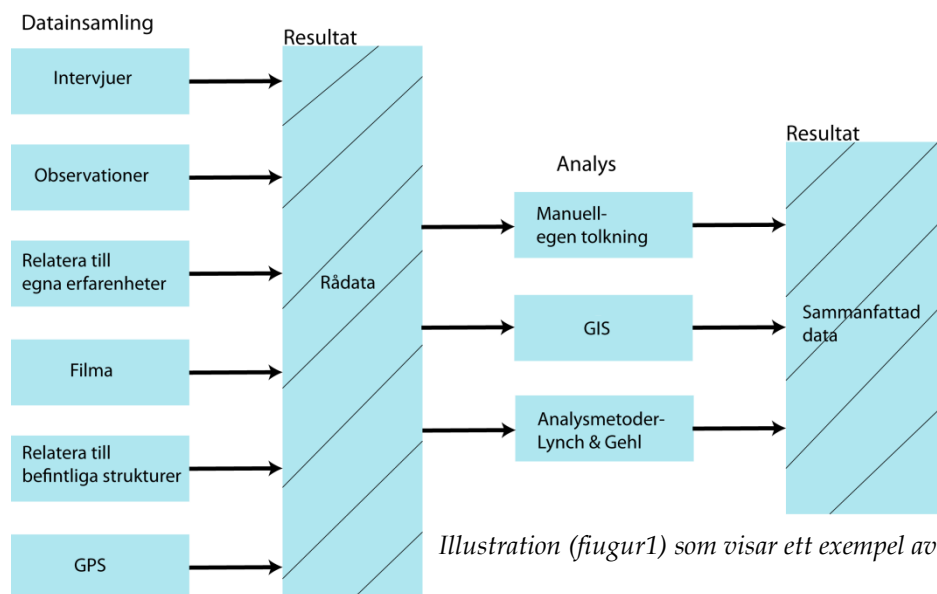 Datainsamling
Intervjuer
Observationer
Relatera till
egna erfarenheter
Filma
Relatera till
befintliga strukturer
GPS
Resultat
Rådata
Analys
Manuell-
egen tolkning
GIS
Analysmetoder-
Lynch & Gehl
Resultat
Sammanfattad
data
Illustration (fiugur1) som visar ett exempel av